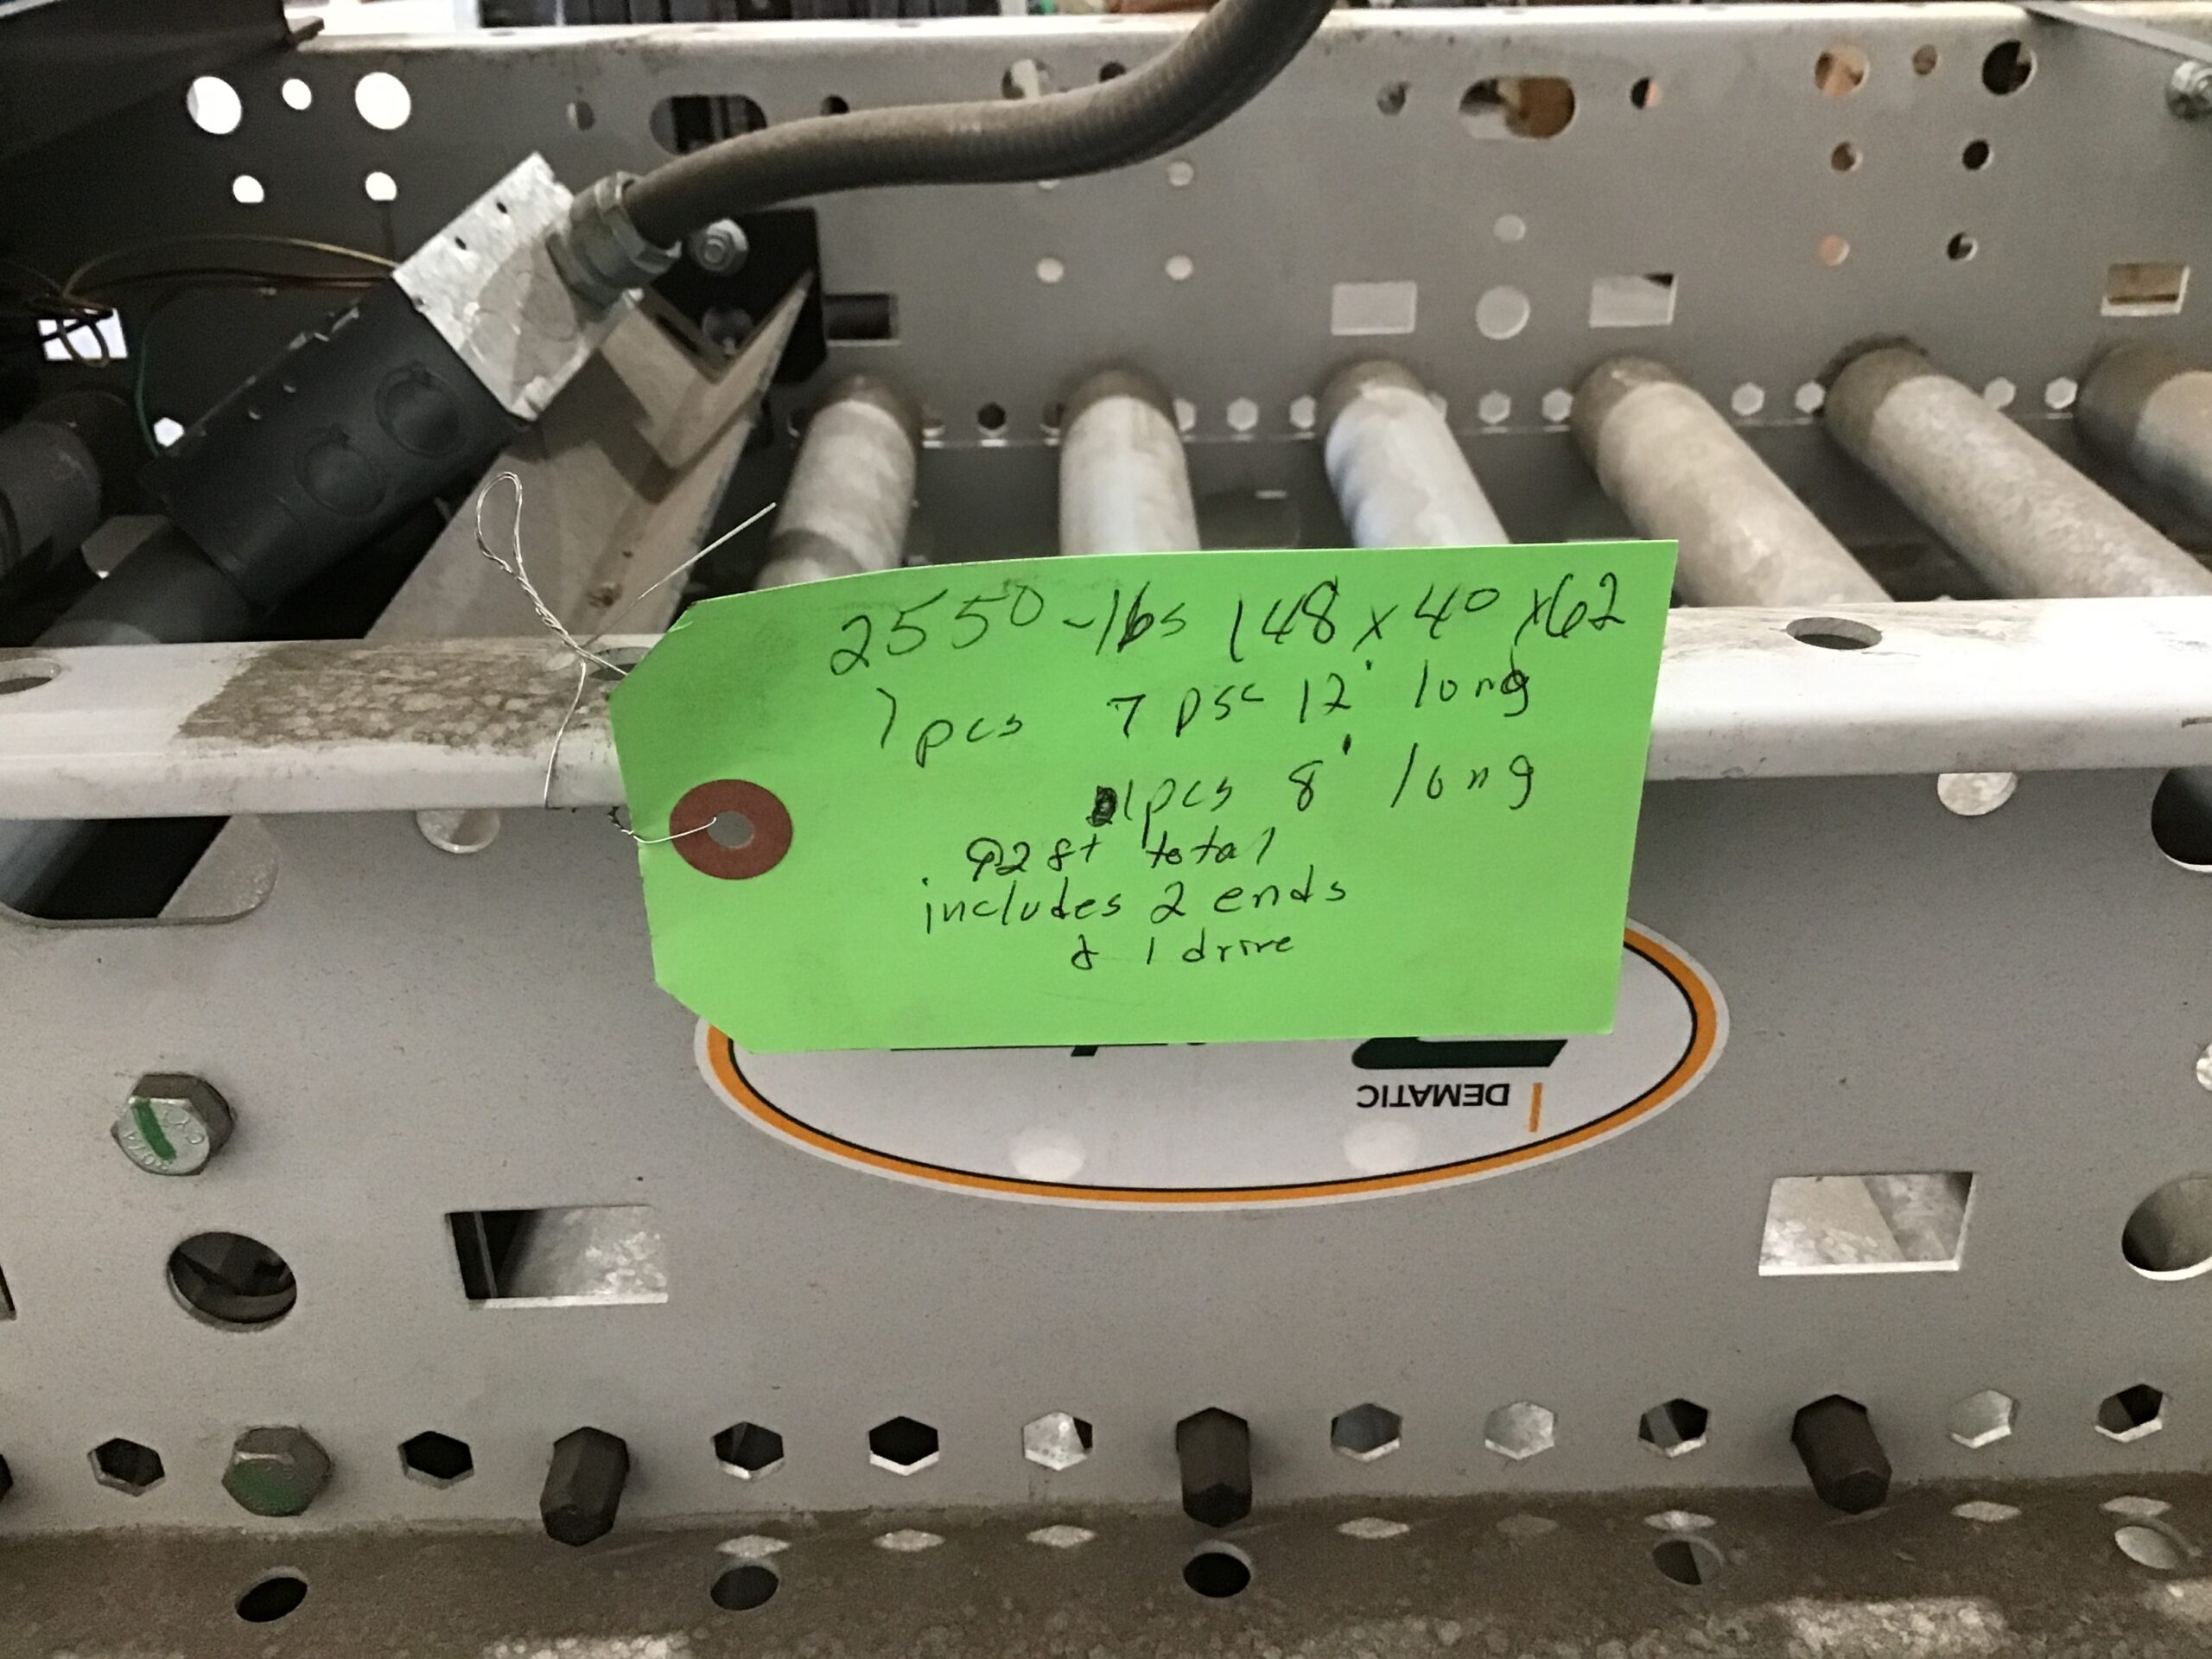 2550-lbs 148 x 40 x62
7pcs 7 psc 12' long
1pcs 8' long
92 ft total
includes 2 ends
& 1 drive
DEMATIC